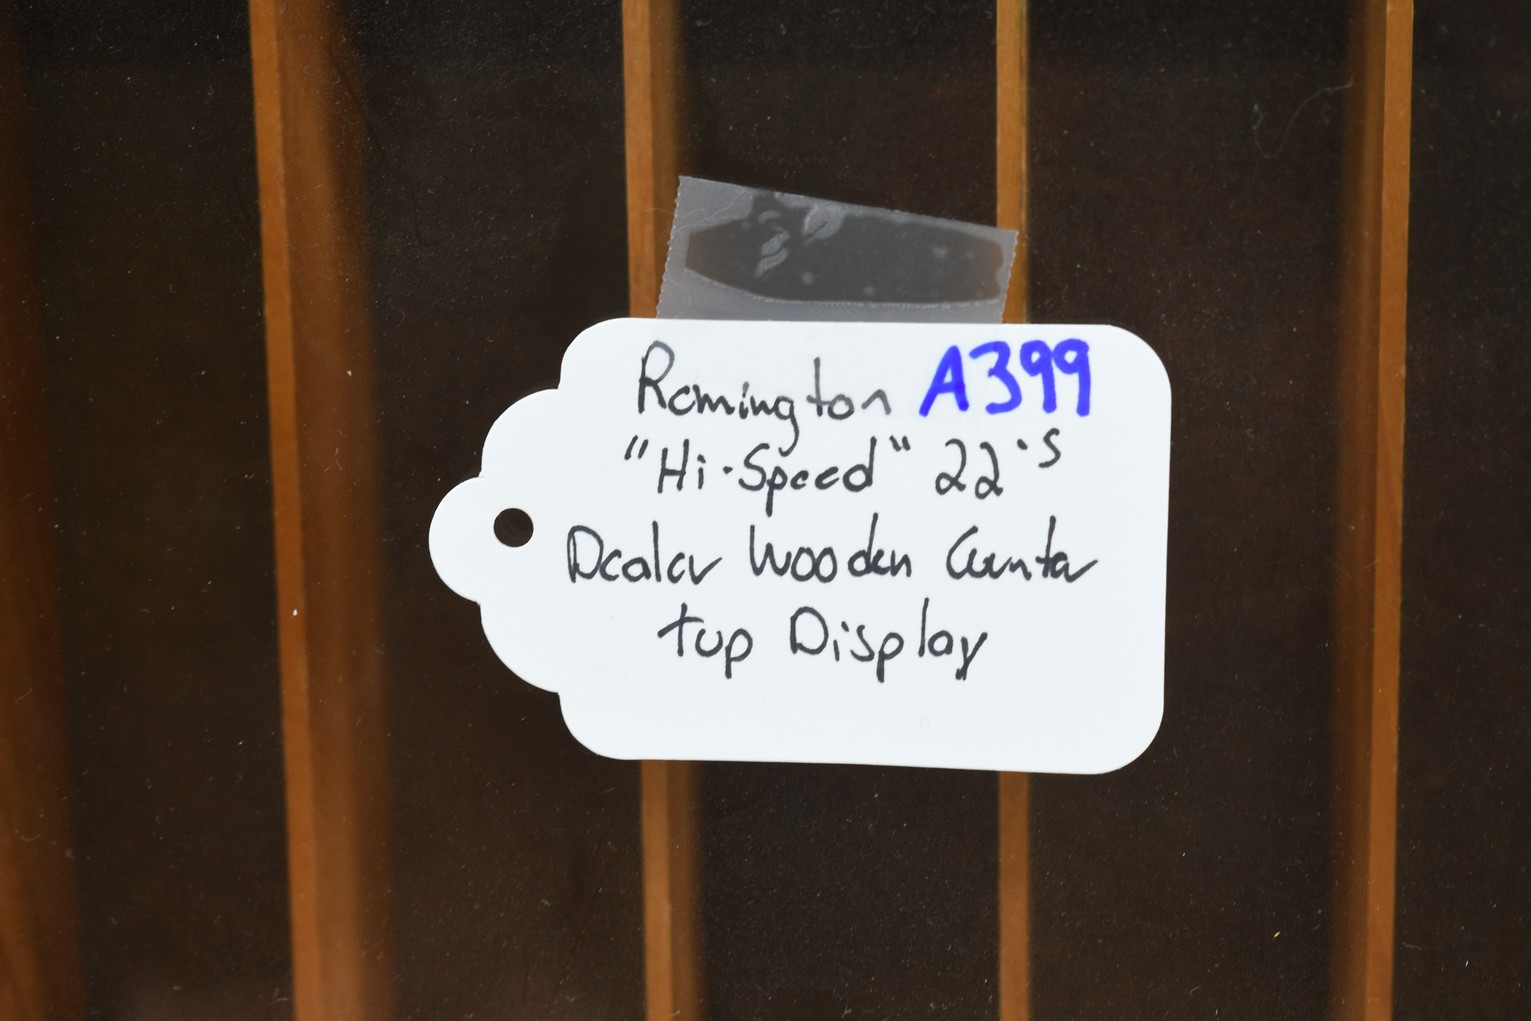 Remington A399
"Hi-Speed" 22's
Dealer Wooden Counter
top Display